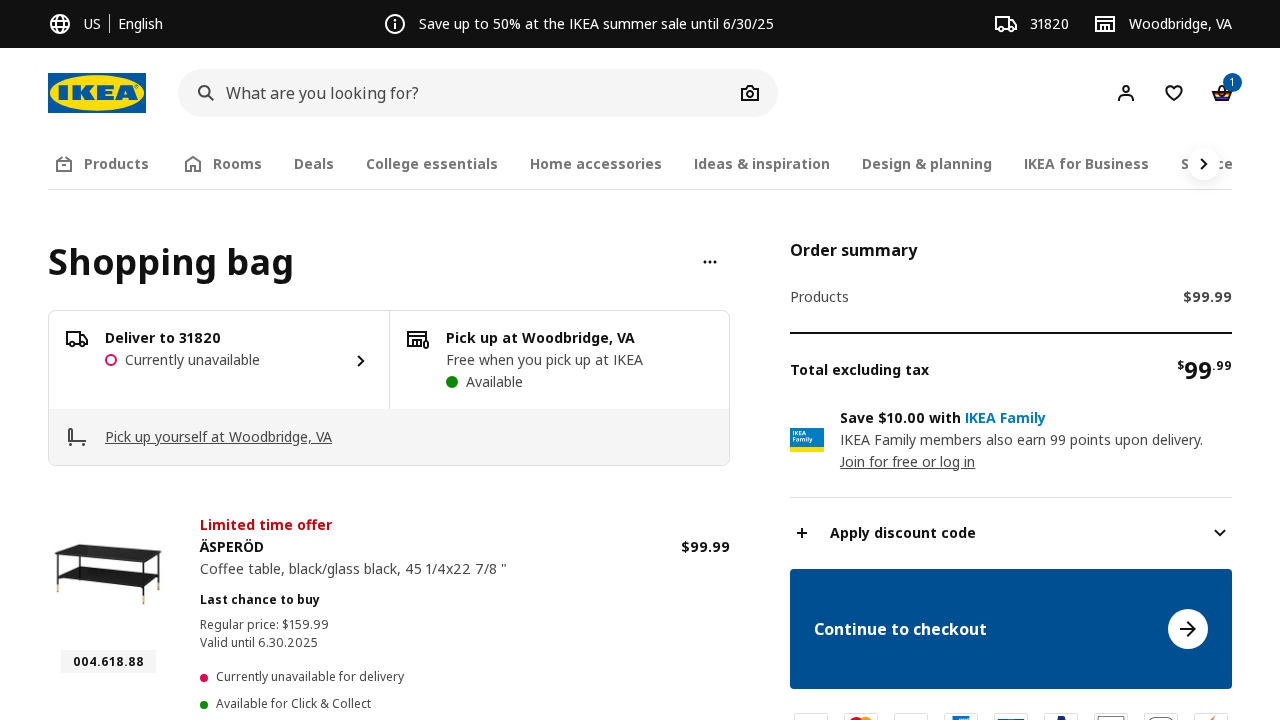 US English
Save up to 50% at the IKEA summer sale until 6/30/25
31820
Woodbridge, VA
IKEA
What are you looking for?
1
Products
Rooms
Deals
College essentials
Home accessories
Ideas & inspiration
Design & planning
IKEA for Business
Shopping bag
Deliver to 31820
Currently unavailable
Pick up at Woodbridge, VA
Free when you pick up at IKEA
Available
Pick up yourself at Woodbridge, VA
Limited time offer
ÄSPERÖD
$99.99
Coffee table, black/glass black, 45 1/4x22 7/8 "
Last chance to buy
Regular price: $159.99
Valid until 6.30.2025
004.618.88
Currently unavailable for delivery
Available for Click & Collect
Order summary
Products $99.99
Total excluding tax $99.99
IKEA
Family
Save $10.00 with IKEA Family
IKEA Family members also earn 99 points upon delivery.
Join for free or log in
Apply discount code
Continue to checkout